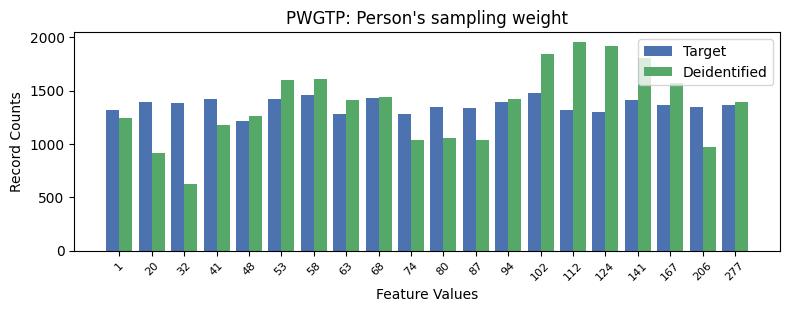 PWGTP: Person's sampling weight
Record Counts
2000
1500
1000
500
0
Target
Deidentified
1 20 32 41 48 53 58 63 68 74 80 87 94 102 112 124 141 167 206 277
Feature Values